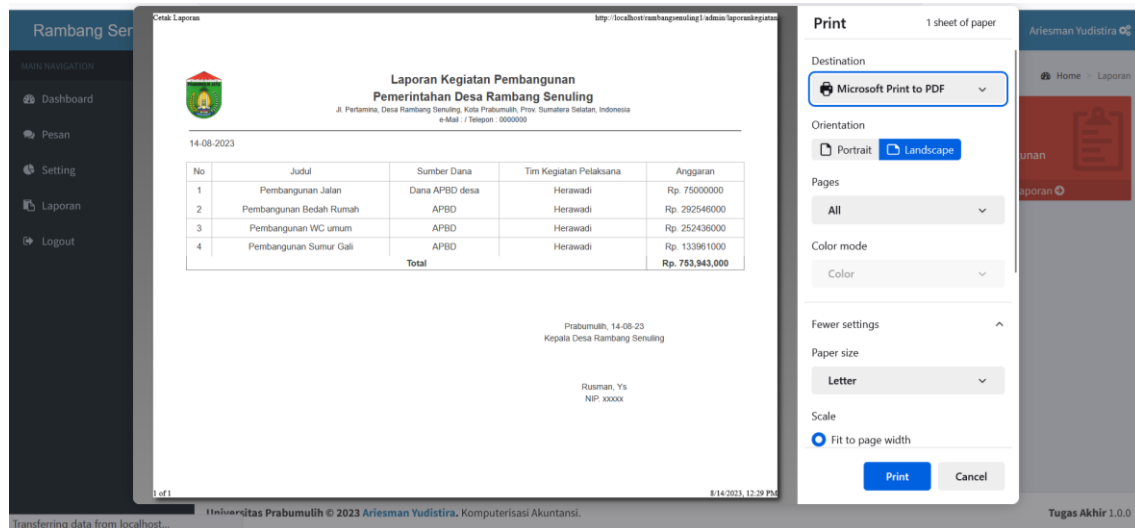 Rambang Sen
Ariesman Yudistira
MAIN NAVIGATION
Dashboard
Pesan
Setting
Laporan
Logout
Home > Laporan
unan
aporan
Cetak Laporan
http://localhost/rambangsenuling1/admin/laporankegiatan
Laporan Kegiatan Pembangunan
Pemerintahan Desa Rambang Senuling
Jl. Pertamina, Desa Rambang Senuling, Kota Prabumulih, Prov. Sumatera Selatan, Indonesia
e-Mail : / Telepon : 0000000
14-08-2023
No Judul Sumber Dana Tim Kegiatan Pelaksana Anggaran
1 Pembangunan Jalan Dana APBD desa Herawadi Rp. 75000000
2 Pembangunan Bedah Rumah APBD Herawadi Rp. 292546000
3 Pembangunan WC umum APBD Herawadi Rp. 252436000
4 Pembangunan Sumur Gali APBD Herawadi Rp. 133961000
Total Rp. 753,943,000
Prabumulih, 14-08-23
Kepala Desa Rambang Senuling
Rusman, Ys
NIP. xxxxx
1 of 1
8/14/2023, 12:29 PM
Print
1 sheet of paper
Destination
Microsoft Print to PDF
Orientation
Portrait
Landscape
Pages
All
Color mode
Color
Fewer settings
Paper size
Letter
Scale
Fit to page width
Print
Cancel
Universitas Prabumulih © 2023 Ariesman Yudistira. Komputerisasi Akuntansi.
Tugas Akhir 1.0.0
Transferring data from localhost...